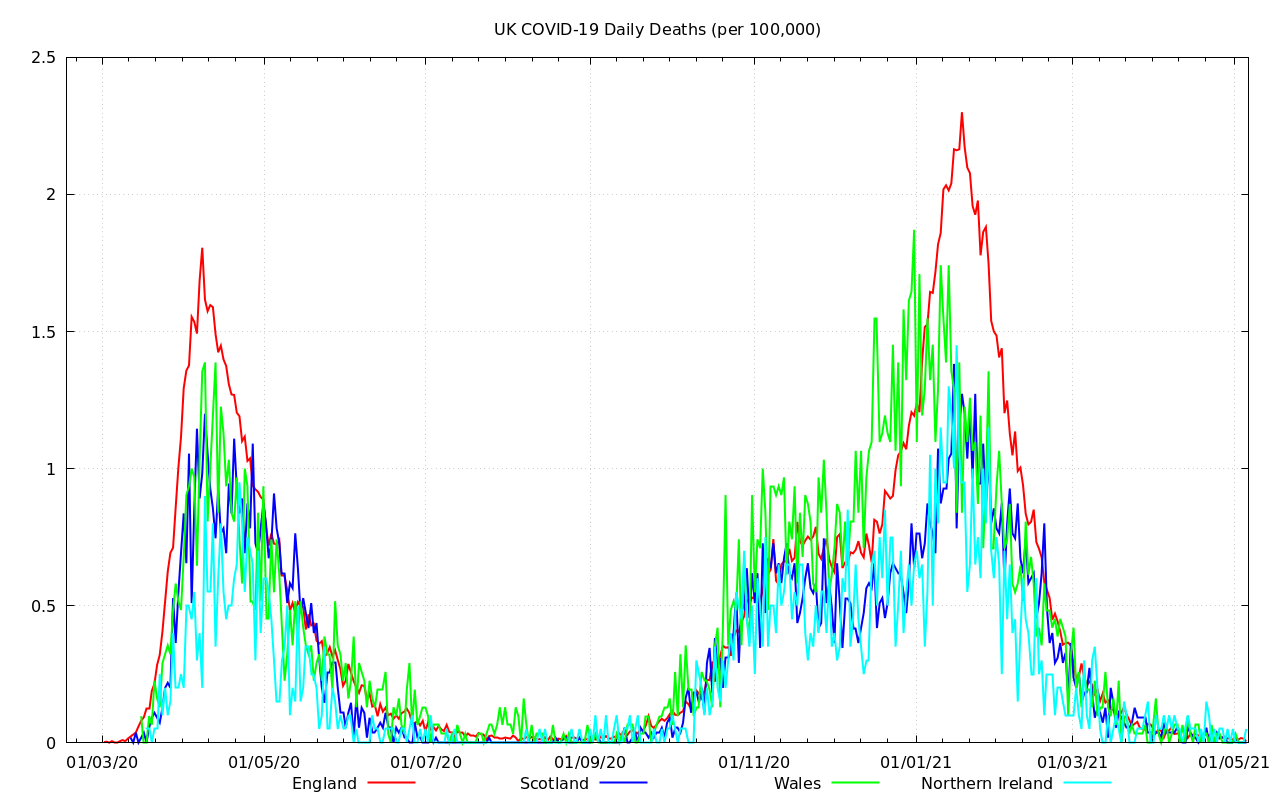 UK COVID-19 Daily Deaths (per 100,000)
2.5
2
1.5
1
0.5
0
01/03/20 01/05/20 01/07/20 01/09/20 01/11/20 01/01/21 01/03/21 01/05/21
England Scotland Wales Northern Ireland